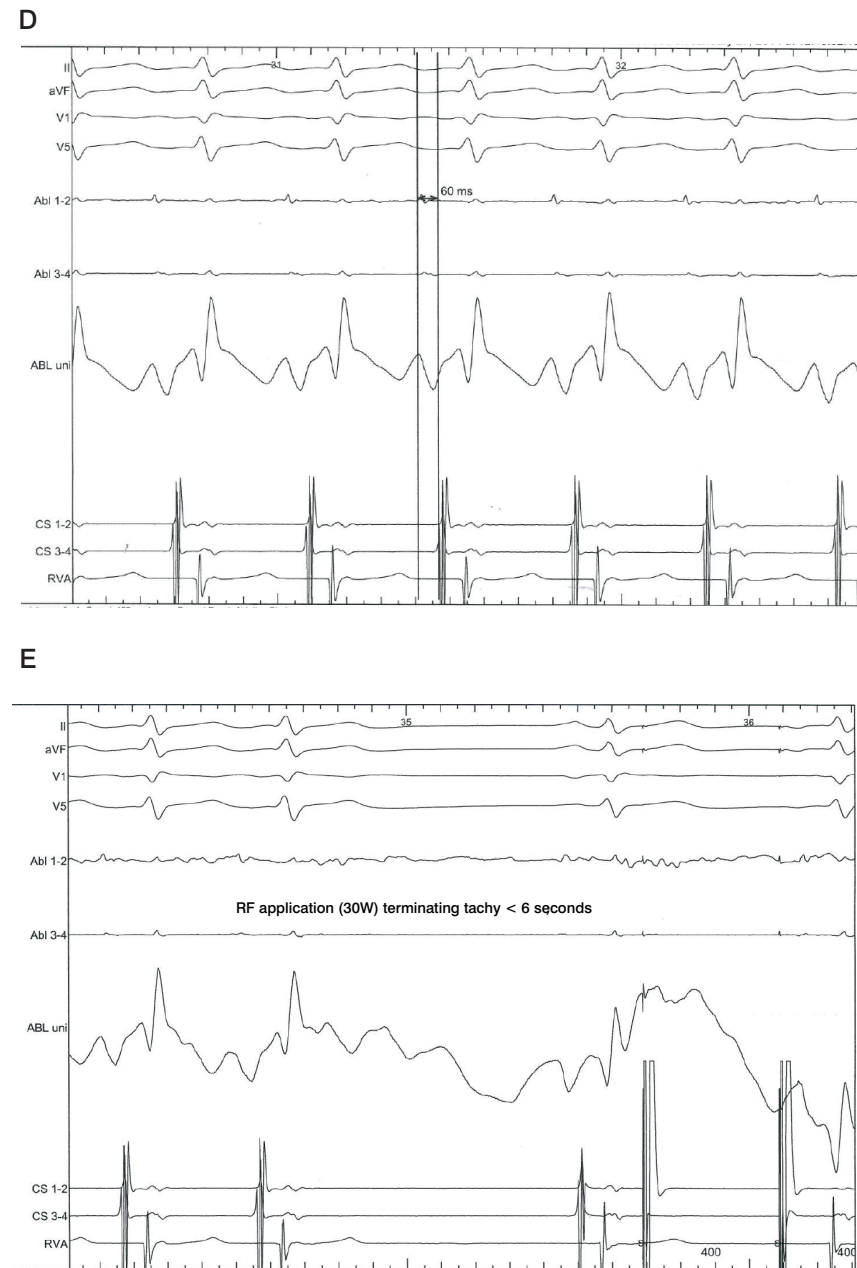 D
31 32
II
aVF
V1
V5
Abl 1-2
60 ms
Abl 3-4
ABL uni
CS 1-2
CS 3-4
RVA
E
35 36
II
aVF
V1
V5
Abl 1-2
RF application (30W) terminating tachy < 6 seconds
Abl 3-4
ABL uni
CS 1-2
CS 3-4
RVA
S S
400 400